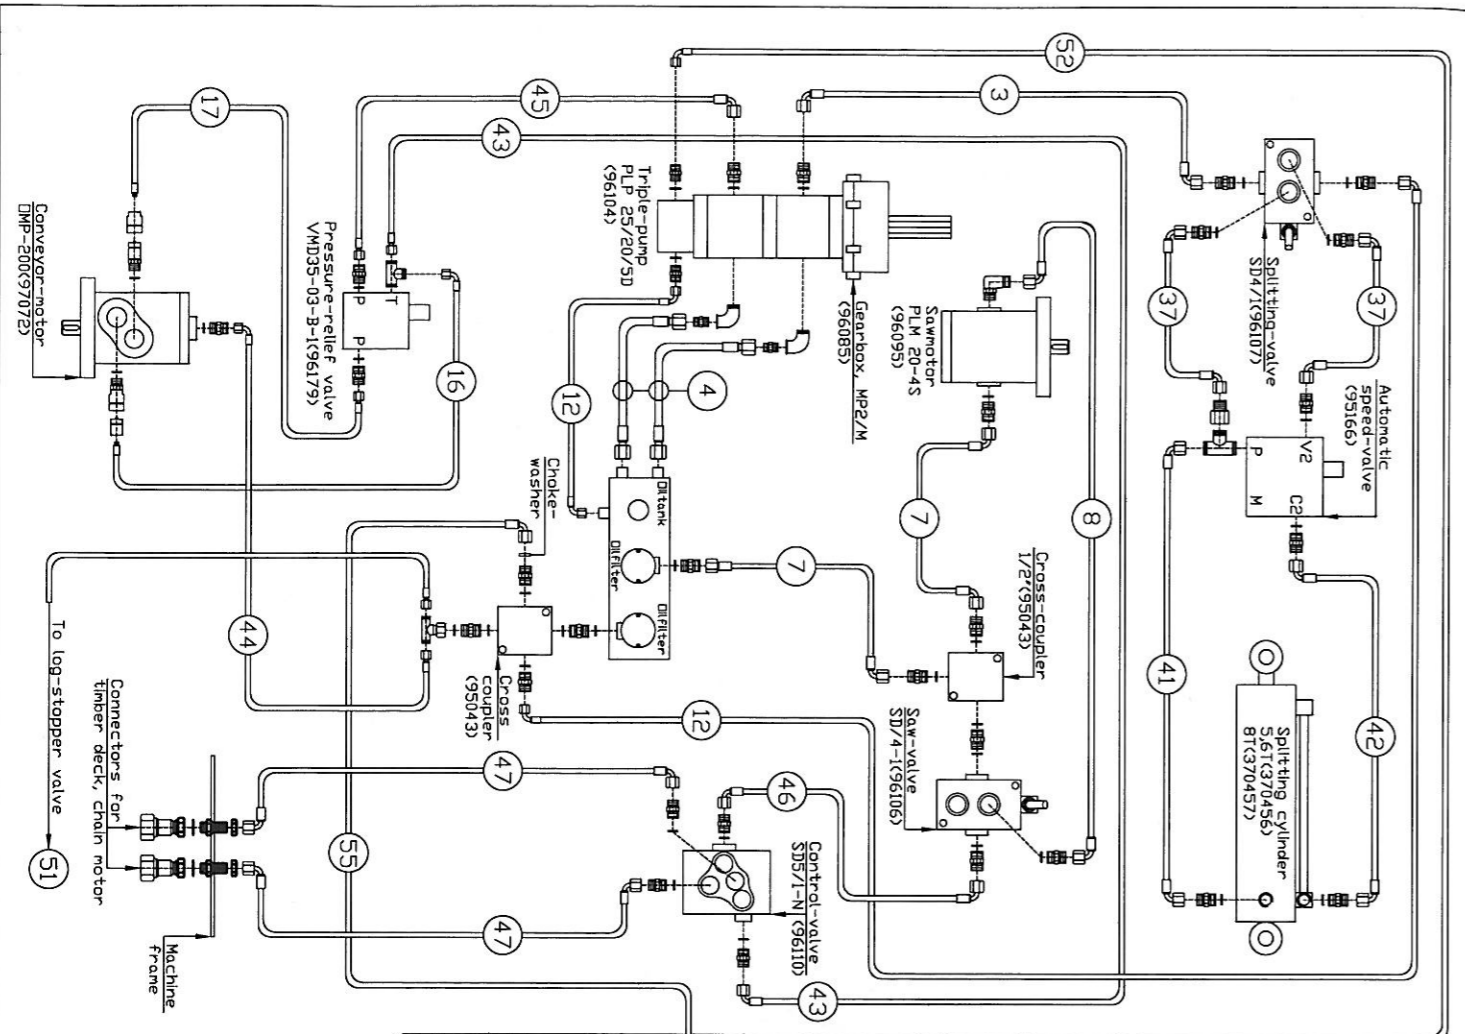 52
3
45
43
17
Splitting-valve
SD4/1(96107)
37
37
Automatic
speed-valve
(95166)
V2
P
M
C2
41
42
Splitting cylinder
5,6T(370456)
8T(370457)
Triple-pump
PLP 25/20/5D
(96104)
Gearbox, MP2/M
(96085)
Sawmotor
PLM 20-4S
(96095)
8
7
7
Cross-coupler
1/2"(95043)
Saw-valve
SD/4-1(96106)
12
4
Oiltank
Oilfilter
Oilfilter
Choke-
washer
Cross
coupler
(95043)
12
Pressure-relief valve
VMD35-03-B-1(96179)
P
T
P
16
Conveyor-motor
OMP-200(97072)
44
To log-stopper valve
51
Connectors for
timber deck, chain motor
Machine
frame
47
47
55
46
Control-valve
SD5/1-N (96110)
43